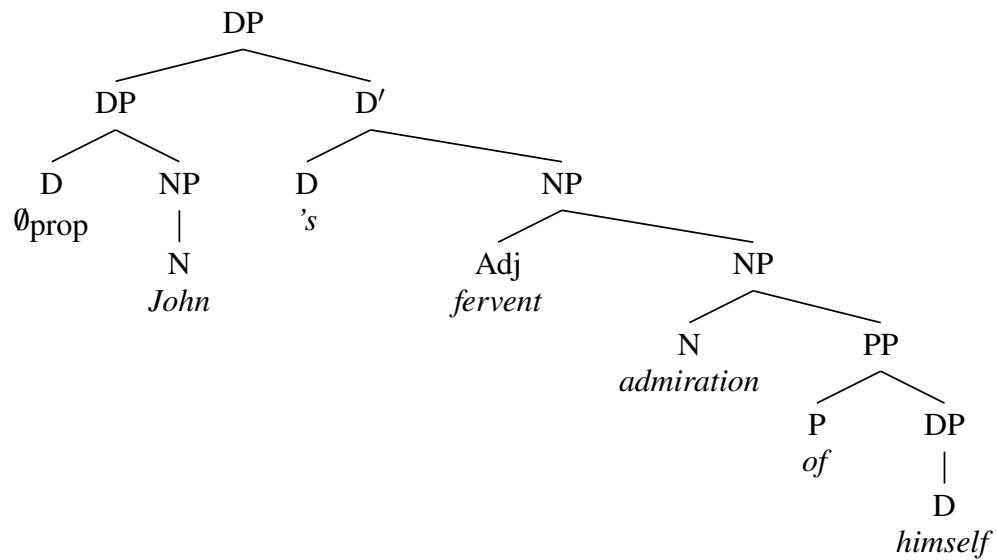 DP
DP D′
D NP D NP
∅prop 's
N Adj NP
John fervent
N PP
admiration
P DP
of
D
himself